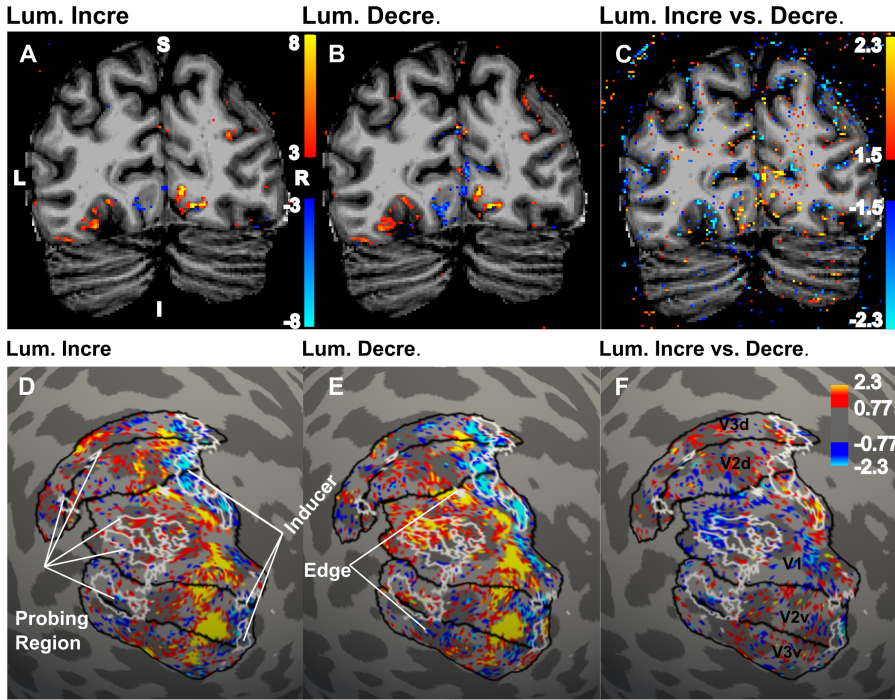 Lum. Incre
Lum. Decre.
Lum. Incre vs. Decre.
A
S
8
B
C
2.3
3
1.5
L
R
-3
-1.5
I
-8
-2.3
Lum. Incre
Lum. Decre.
Lum. Incre vs. Decre.
D
E
F
2.3
0.77
-0.77
-2.3
V3d
V2d
Inducer
Edge
V1
Probing
Region
V2v
V3v